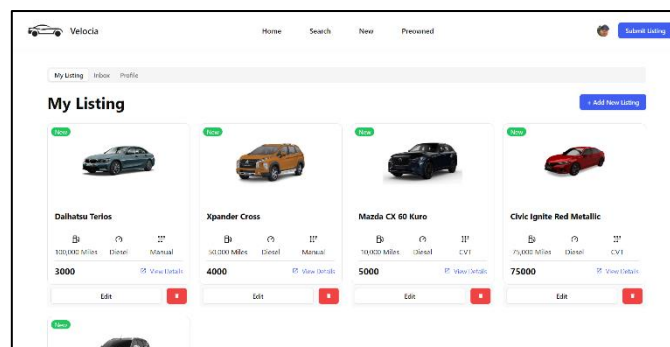 Velocia
Home Search New Preowned
Submit Listing
My Listing Inbox Profile
My Listing
+ Add New Listing
New New New New
Daihatsu Terios Xpander Cross Mazda CX 60 Kuro Civic Ignite Red Metallic
100,000 Miles Diesel Manual 50,000 Miles Diesel Manual 10,000 Miles Diesel CVT 75,000 Miles Diesel CVT
3000 View Details 4000 View Details 5000 View Details 75000 View Details
Edit Edit Edit Edit
New